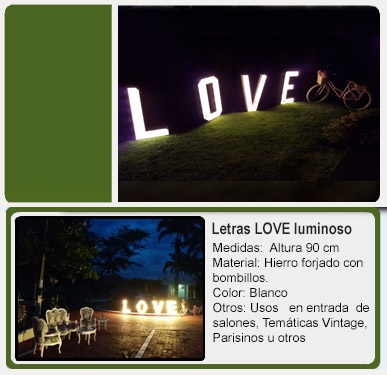 LOVE
LOVE
Letras LOVE luminoso
Medidas:  Altura 90 cm
Material: Hierro forjado con
bombillos.
Color: Blanco
Otros: Usos   en entrada  de
salones, Temáticas Vintage,
Parisinos u otros